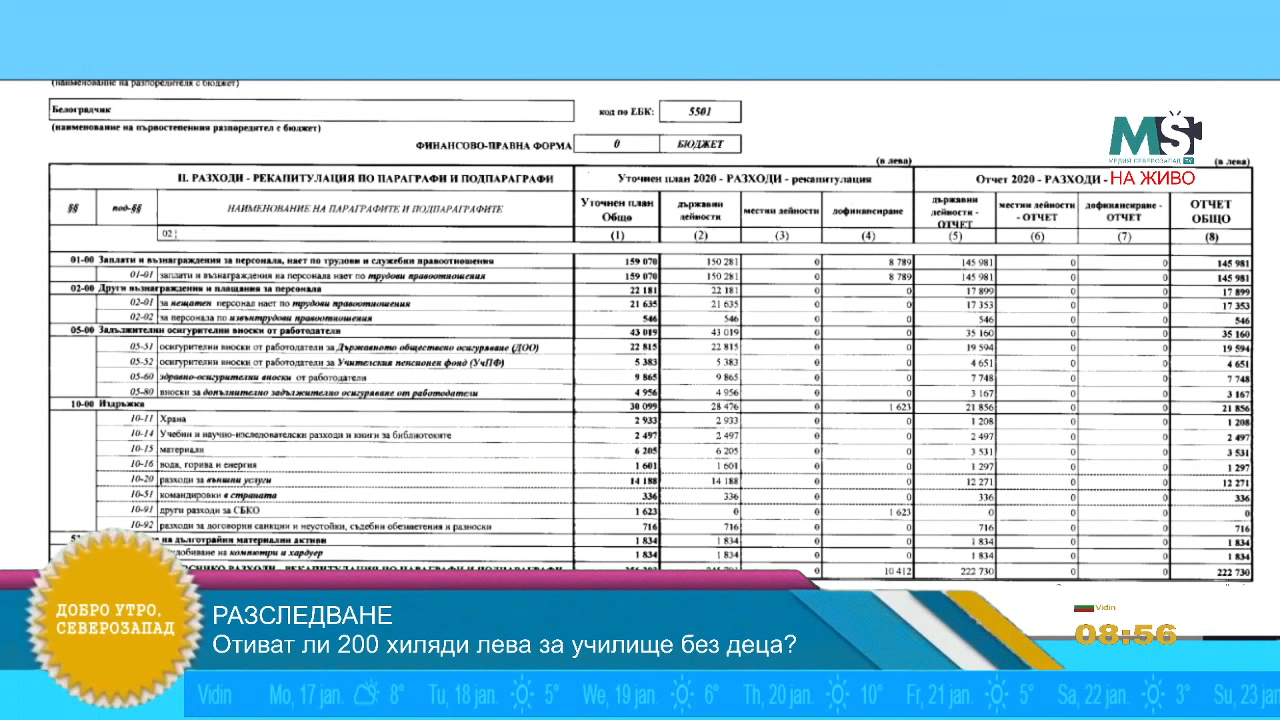 (наименование на разпоредителя с бюджет)
Белоградчик код по ЕБК: 5501
(наименование на първостепенния разпоредител с бюджет)
ФИНАНСОВО-ПРАВНА ФОРМА 0 БЮДЖЕТ
MŠ
МЕДИЯ СЕВЕРОЗАПАД TV
НА ЖИВО
(в лева) (в лева)
II. РАЗХОДИ - РЕКАПИТУЛАЦИЯ ПО ПАРАГРАФИ И ПОДПАРАГРАФИ Уточнен план 2020 - РАЗХОДИ - рекапитулация Отчет 2020 - РАЗХОДИ -
§§ под-§§ НАИМЕНОВАНИЕ НА ПАРАГРАФИТЕ И ПОДПАРАГРАФИТЕ Уточнен план Общо държавни дейности местни дейности дофинансиране държавни дейности - ОТЧЕТ местни дейности - ОТЧЕТ дофинансиране - ОТЧЕТ ОТЧЕТ ОБЩО
02 (1) (2) (3) (4) (5) (6) (7) (8)
01-00 Заплати и възнаграждения за персонала, нает по трудови и служебни правоотношения 159 070 150 281 0 8 789 145 981 0 0 145 981
01-01 заплати и възнаграждения на персонала нает по трудови правоотношения 159 070 150 281 0 8 789 145 981 0 0 145 981
02-00 Други възнаграждения и плащания за персонала 22 181 22 181 0 0 17 899 0 0 17 899
02-01 за нещатен персонал нает по трудови правоотношения 21 635 21 635 0 0 17 353 0 0 17 353
02-02 за персонала по извънтрудови правоотношения 546 546 0 0 546 0 0 546
05-00 Задължителни осигурителни вноски от работодатели 43 019 43 019 0 0 35 160 0 0 35 160
05-51 осигурителни вноски от работодатели за Държавното обществено осигуряване (ДОО) 22 815 22 815 0 0 19 594 0 0 19 594
05-52 осигурителни вноски от работодатели за Учителския пенсионен фонд (УчПФ) 5 383 5 383 0 0 4 651 0 0 4 651
05-60 здравно-осигурителни вноски от работодатели 9 865 9 865 0 0 7 748 0 0 7 748
05-80 вноски за допълнително задължително осигуряване от работодатели 4 956 4 956 0 0 3 167 0 0 3 167
10-00 Издръжка 30 099 28 476 0 1 623 21 856 0 0 21 856
10-11 Храна 2 933 2 933 0 0 1 208 0 0 1 208
10-14 Учебни и научно-изследователски разходи и книги за библиотеките 2 497 2 497 0 0 2 497 0 0 2 497
10-15 материали 6 205 6 205 0 0 3 531 0 0 3 531
10-16 вода, горива и енергия 1 601 1 601 0 0 1 297 0 0 1 297
10-20 разходи за външни услуги 14 188 14 188 0 0 12 271 0 0 12 271
10-51 командировки в страната 336 336 0 0 336 0 0 336
10-91 други разходи за СБКО 1 623 0 0 1 623 0 0 0 0
10-92 разходи за договорни санкции и неустойки, съдебни обезщетения и разноски 716 716 0 0 716 0 0 716
на дълготрайни материални активи 1 834 1 834 0 0 1 834 0 0 1 834
на компютри и хардуер 1 834 1 834 0 0 1 834 0 0 1 834
РАЗХОДИ - РЕКАПИТУЛАЦИЯ ПО ПАРАГРАФИ И ПОДПАРАГРАФИ 0 10 412 222 730 0 0 222 730
ДОБРО УТРО,
СЕВЕРОЗАПАД
РАЗСЛЕДВАНЕ
Отиват ли 200 хиляди лева за училище без деца?
Vidin
08:56
Vidin Mo, 17 jan. 8° Tu, 18 jan. 5° We, 19 jan. 6° Th, 20 jan. 10° Fr, 21 jan. 5° Sa, 22 jan. 3° Su, 23 jan